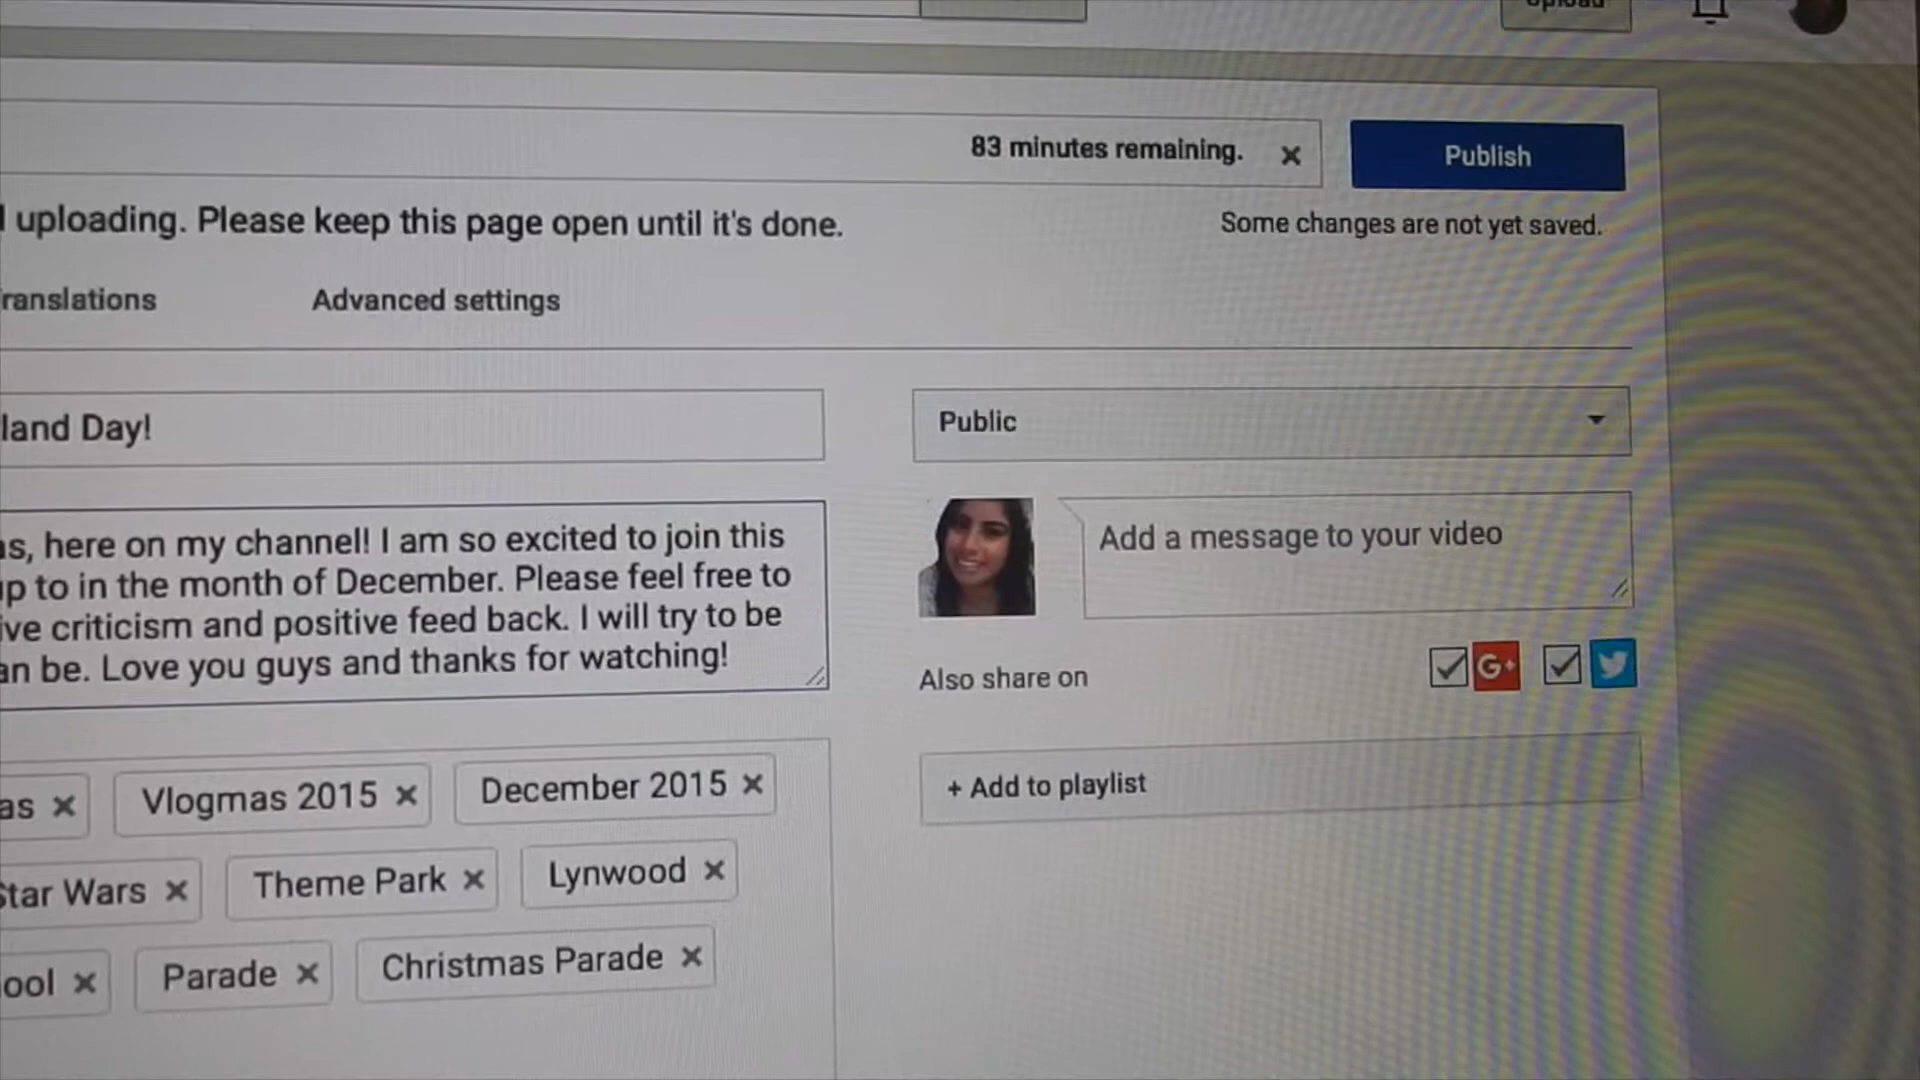 Upload
83 minutes remaining.
Publish
uploading. Please keep this page open until it's done.
Some changes are not yet saved.
ranslations
Advanced settings
land Day!
Public
as, here on my channel! I am so excited to join this
up to in the month of December. Please feel free to
ive criticism and positive feed back. I will try to be
an be. Love you guys and thanks for watching!
Add a message to your video
Also share on
G+
+ Add to playlist
as × Vlogmas 2015 × December 2015 ×
Star Wars × Theme Park × Lynwood ×
ool × Parade × Christmas Parade ×